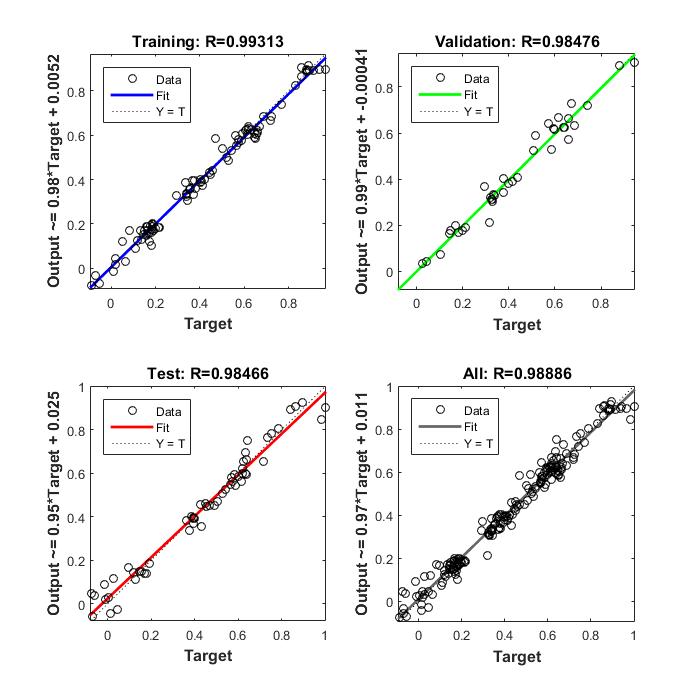 Training: R=0.99313
Output ~= 0.98*Target + 0.0052
Data
Fit
Y = T
0.8
0.6
0.4
0.2
0
0 0.2 0.4 0.6 0.8
Target
Validation: R=0.98476
Output ~= 0.99*Target + -0.00041
Data
Fit
Y = T
0.8
0.6
0.4
0.2
0
0 0.2 0.4 0.6 0.8
Target
Test: R=0.98466
Output ~= 0.95*Target + 0.025
Data
Fit
Y = T
1
0.8
0.6
0.4
0.2
0
0 0.2 0.4 0.6 0.8 1
Target
All: R=0.98886
Output ~= 0.97*Target + 0.011
Data
Fit
Y = T
1
0.8
0.6
0.4
0.2
0
0 0.2 0.4 0.6 0.8 1
Target